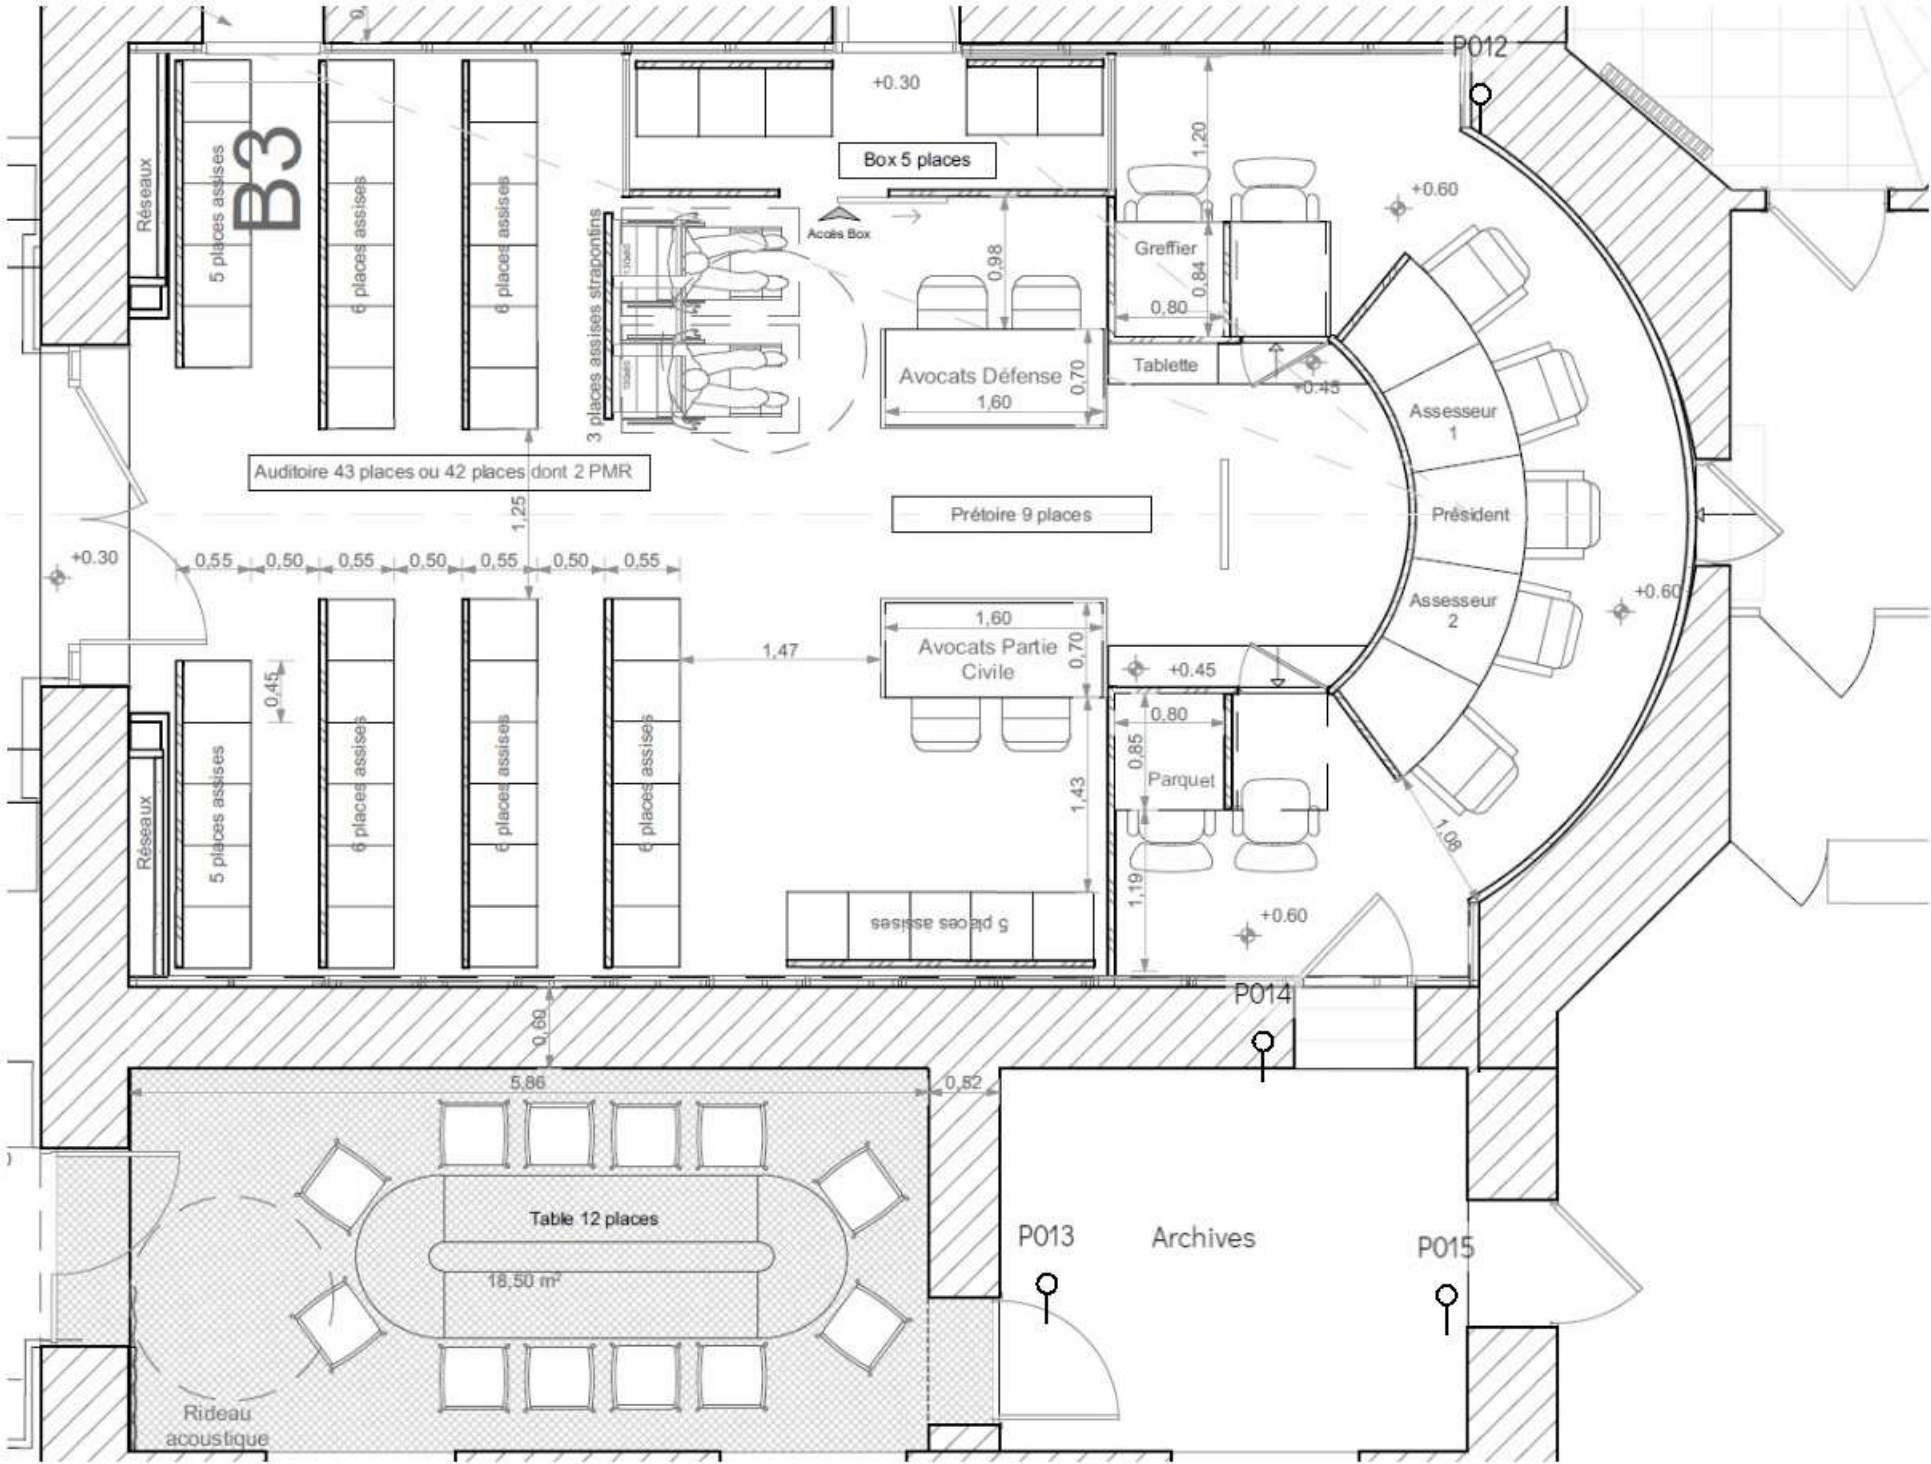 P012
+0.30
B3
Réseaux
5 places assises
6 places assises
6 places assises
Box 5 places
1,20
+0.60
3 places assises strapontins
Accès Box
0,98
Greffier
0,84
0,80
Tablette
+0.45
Avocats Défense
0,70
1,60
Assesseur
1
Auditoire 43 places ou 42 places dont 2 PMR
1,25
Prétoire 9 places
Président
+0.30
0,55
0,50
0,55
0,50
0,55
0,50
0,55
+0.60
Assesseur
2
1,60
Avocats Partie
Civile
0,70
1,47
+0.45
0,45
0,80
0,85
Parquet
1,43
1,08
Réseaux
5 places assises
6 places assises
6 places assises
6 places assises
5 places assises
1,19
+0.60
P014
0,60
5,86
0,52
Table 12 places
18,50 m²
P013
Archives
P015
Rideau
acoustique